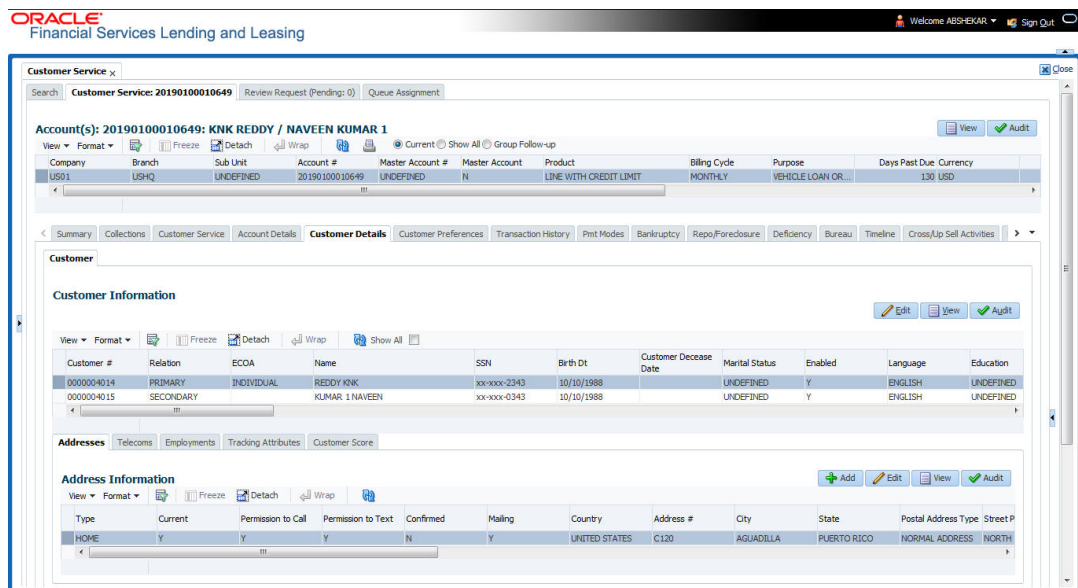 ORACLE
Welcome ABSHEKAR Sign Out
Financial Services Lending and Leasing
Customer Service x Close
Search Customer Service: 20190100010649 Review Request (Pending: 0) Queue Assignment
View Audit
Account(s): 20190100010649: KNK REDDY / NAVEEN KUMAR 1
View Format Freeze Detach Wrap Current Show All Group Follow-up
Company Branch Sub Unit Account # Master Account # Master Account Product Billing Cycle Purpose Days Past Due Currency
US01 USHQ UNDEFINED 20190100010649 UNDEFINED N LINE WITH CREDIT LIMIT MONTHLY VEHICLE LOAN OR... 130 USD
Summary Collections Customer Service Account Details Customer Details Customer Preferences Transaction History Pmt Modes Bankruptcy Repo/Foreclosure Deficiency Bureau Timeline Cross/Up Sell Activities
Customer
Customer Information
Edit View Audit
View Format Freeze Detach Wrap Show All
Customer # Relation ECOA Name SSN Birth Dt Customer Decease Date Marital Status Enabled Language Education
0000004014 PRIMARY INDIVIDUAL REDDY KNK xx-xxx-2343 10/10/1988 UNDEFINED Y ENGLISH UNDEFINED
0000004015 SECONDARY KUMAR 1 NAVEEN xx-xxx-0343 10/10/1988 UNDEFINED Y ENGLISH UNDEFINED
Addresses Telecoms Employments Tracking Attributes Customer Score
Address Information
Add Edit View Audit
View Format Freeze Detach Wrap
Type Current Permission to Call Permission to Text Confirmed Mailing Country Address # City State Postal Address Type Street P
HOME Y Y Y N Y UNITED STATES C120 AGUADILLA PUERTO RICO NORMAL ADDRESS NORTH